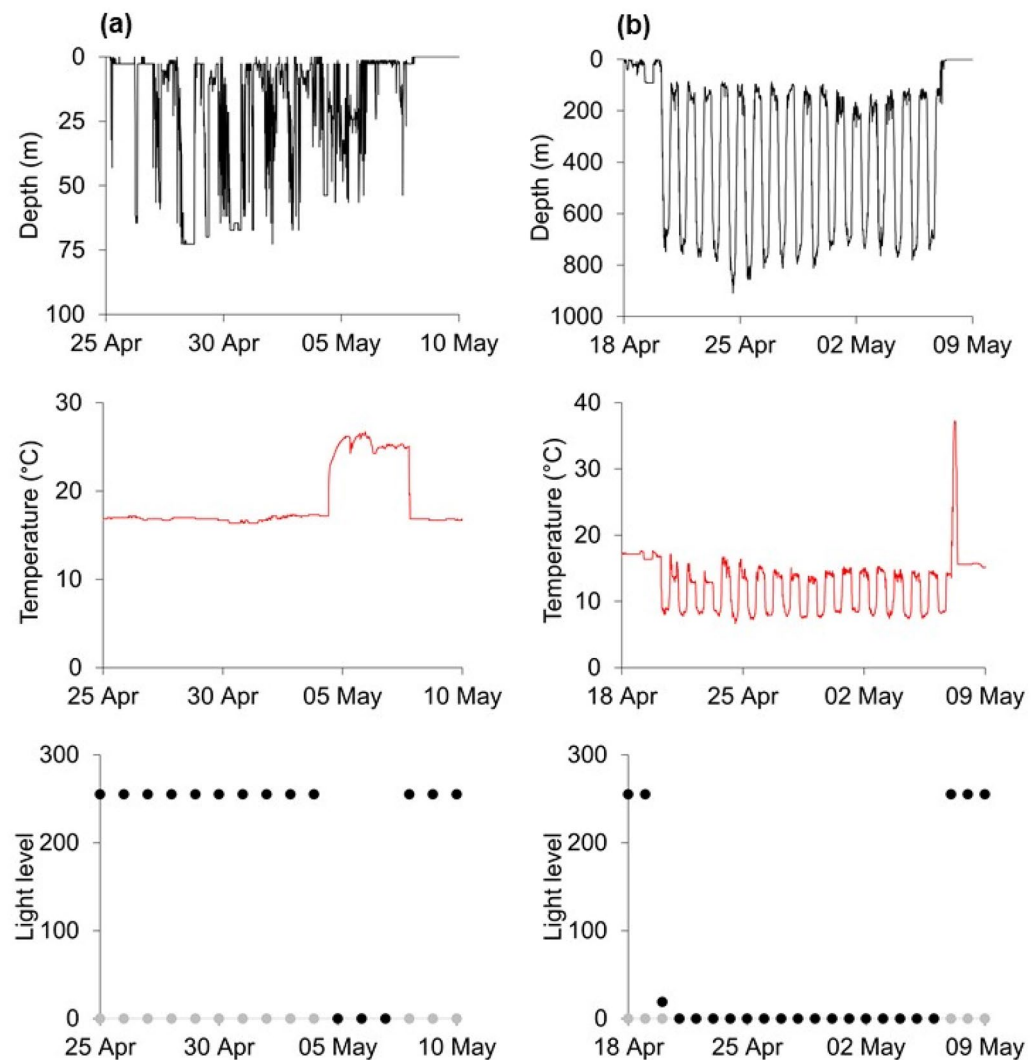 (a)
(b)
0
25
50
75
100
Depth (m)
25 Apr 30 Apr 05 May 10 May
0
200
400
600
800
1000
Depth (m)
18 Apr 25 Apr 02 May 09 May
30
20
10
0
Temperature (°C)
25 Apr 30 Apr 05 May 10 May
40
30
20
10
0
Temperature (°C)
18 Apr 25 Apr 02 May 09 May
300
200
100
0
Light level
25 Apr 30 Apr 05 May 10 May
300
200
100
0
Light level
18 Apr 25 Apr 02 May 09 May